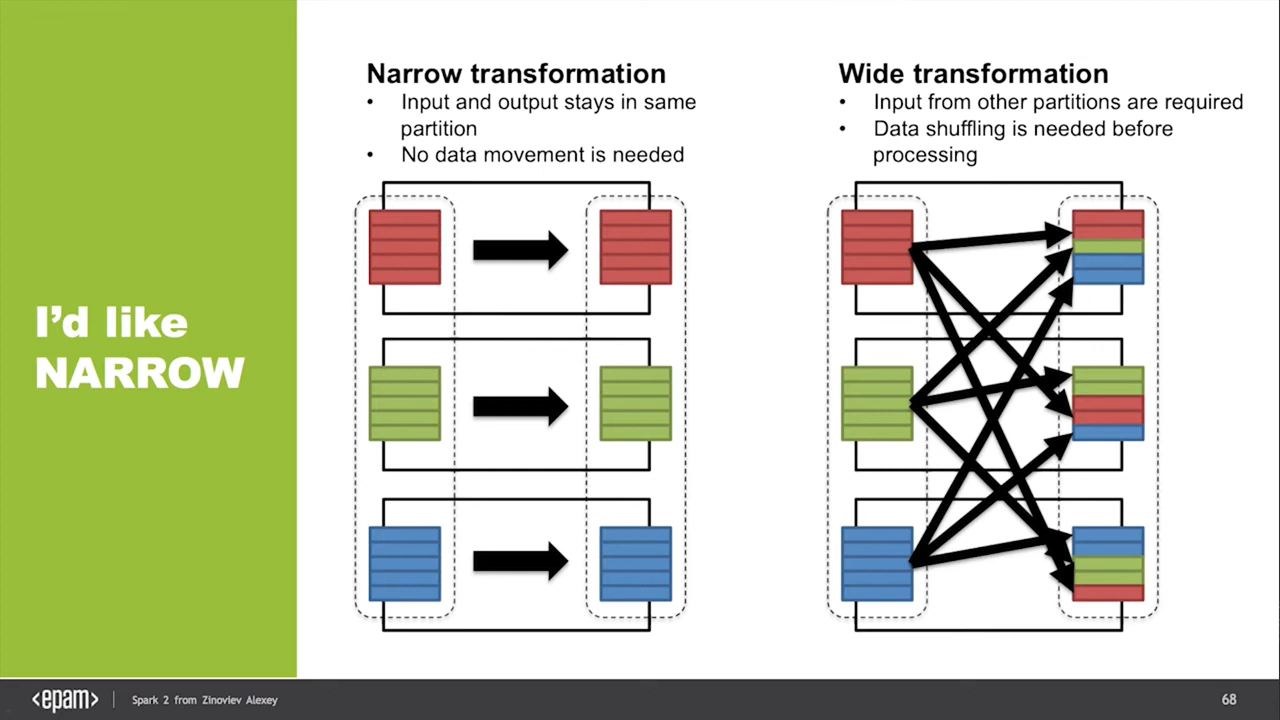 I’d like
NARROW
Narrow transformation
• Input and output stays in same
partition
• No data movement is needed
Wide transformation
• Input from other partitions are required
• Data shuffling is needed before
processing
<epam>
Spark 2 from Zinoviev Alexey
68